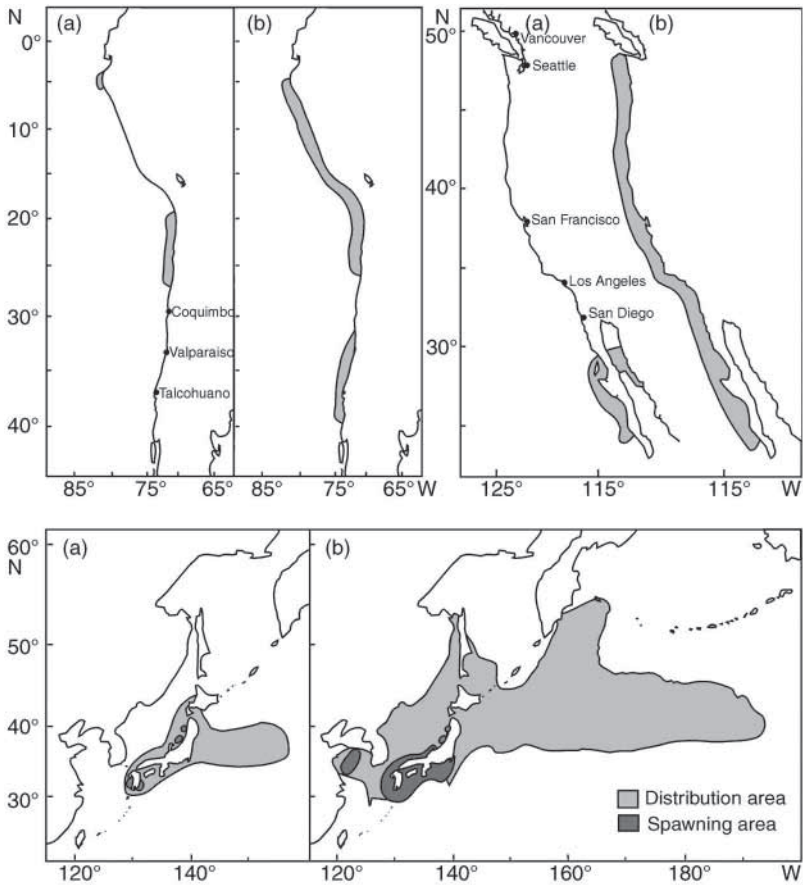 N
(a)
(b)
0°
10°
20°
30°
40°
Coquimbo
Valparaiso
Talcohuano
85°
75°
65°
85°
75°
65°
W
N
(a)
(b)
50°
40°
30°
Vancouver
Seattle
San Francisco
Los Angeles
San Diego
125°
115°
115°
W
60°
N
(a)
(b)
50°
40°
30°
120°
140°
120°
140°
160°
180°
W
Distribution area
Spawning area